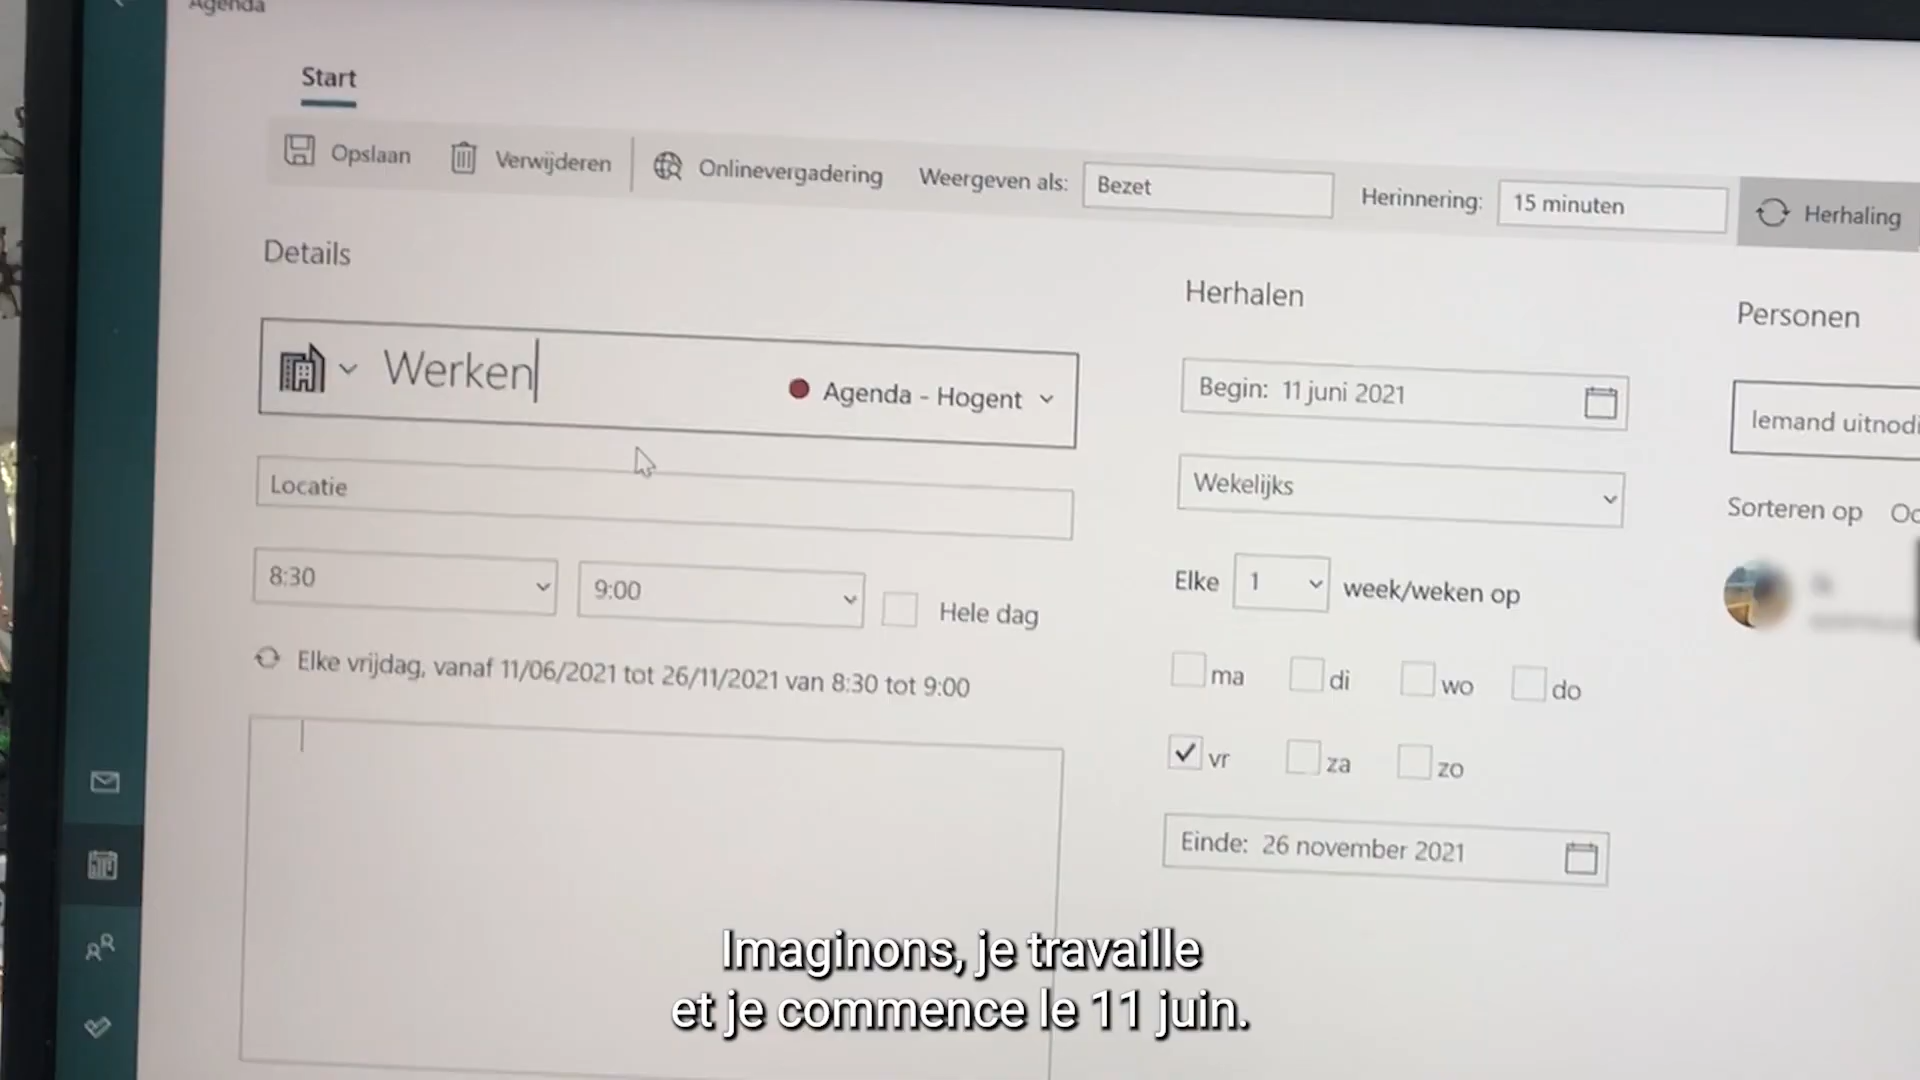 Agenda
Start
Opslaan Verwijderen Onlinevergadering Weergeven als: Bezet Herinnering: 15 minuten Herhaling
Details
Werken Agenda - Hogent
Locatie
8:30 9:00 Hele dag
Elke vrijdag, vanaf 11/06/2021 tot 26/11/2021 van 8:30 tot 9:00
Herhalen
Begin: 11 juni 2021
Wekelijks
Elke 1 week/weken op
ma di wo do
vr za zo
Einde: 26 november 2021
Personen
Iemand uitnodi
Sorteren op
Imaginons, je travaille
et je commence le 11 juin.